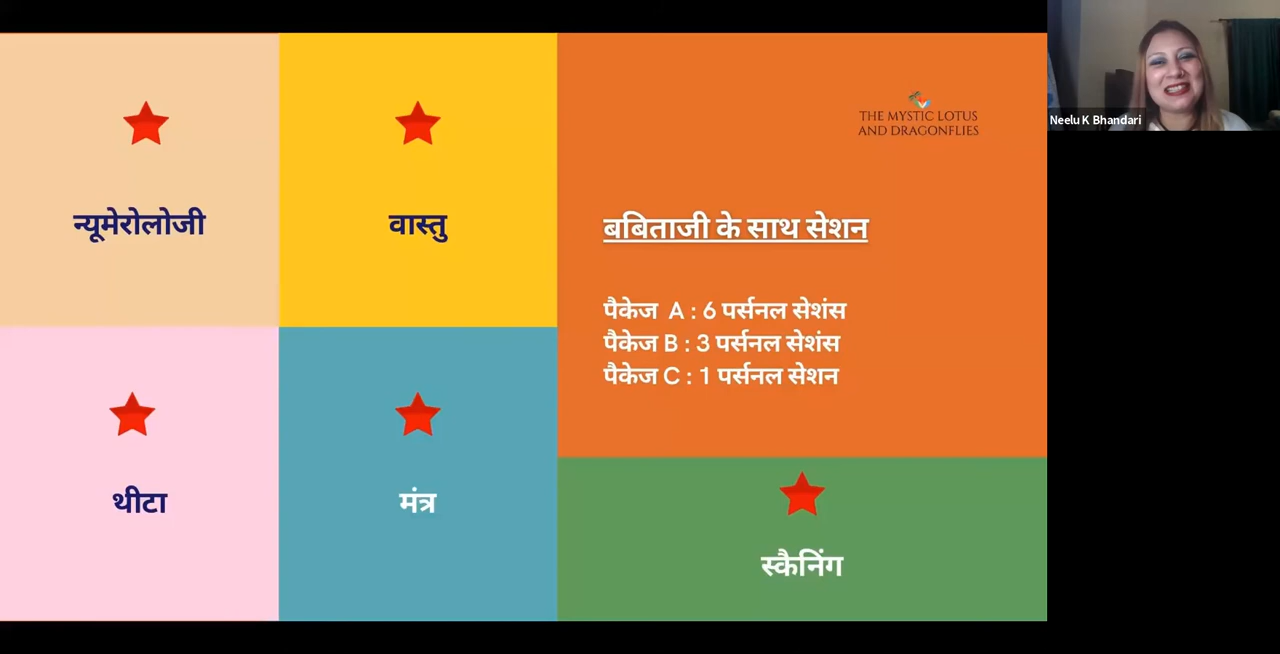 न्यूमेरोलोजी
वास्तु
THE MYSTIC LOTUS
AND DRAGONFLIES
बबिताजी के साथ सेशन
पैकेज A : 6 पर्सनल सेशंस
पैकेज B : 3 पर्सनल सेशंस
पैकेज C : 1 पर्सनल सेशन
थीटा
मंत्र
स्कैनिंग
Neelu K Bhandari